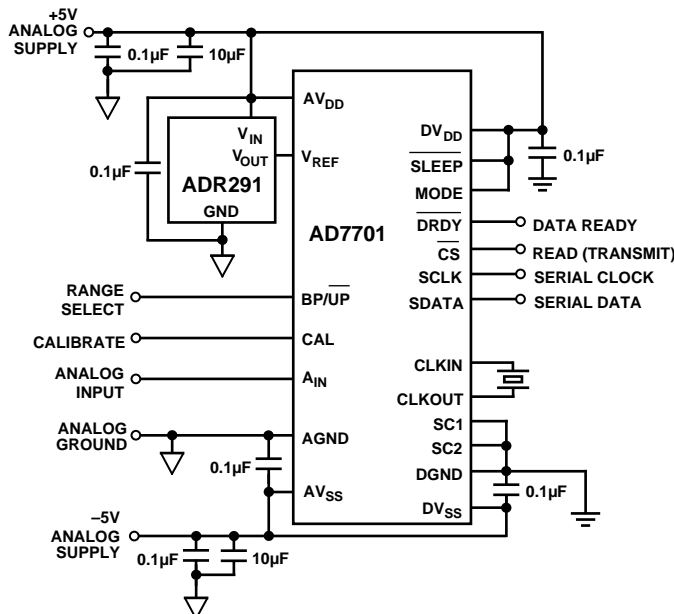 +5V
ANALOG
SUPPLY
0.1µF
10µF
AVDD
VIN
VOUT
VREF
0.1µF
ADR291
GND
AD7701
DVDD
SLEEP
MODE
0.1µF
DRDY
DATA READY
CS
READ (TRANSMIT)
SCLK
SERIAL CLOCK
SDATA
SERIAL DATA
RANGE
SELECT
BP/UP
CALIBRATE
CAL
ANALOG
INPUT
AIN
CLKIN
CLKOUT
ANALOG
GROUND
AGND
SC1
SC2
DGND
0.1µF
AVSS
0.1µF
DVSS
–5V
ANALOG
SUPPLY
0.1µF
10µF